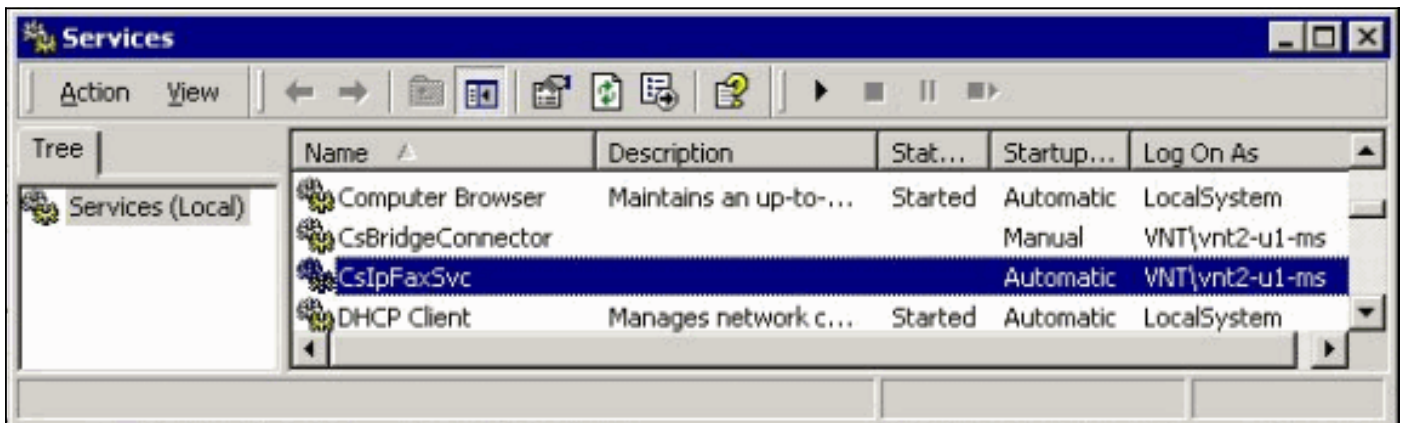 Services
Action View
Tree
Name Description Stat... Startup... Log On As
Services (Local)
Computer Browser Maintains an up-to-... Started Automatic LocalSystem
CsBridgeConnector Manual VNT\vnt2-u1-ms
CsIpFaxSvc Automatic VNT\vnt2-u1-ms
DHCP Client Manages network c... Started Automatic LocalSystem